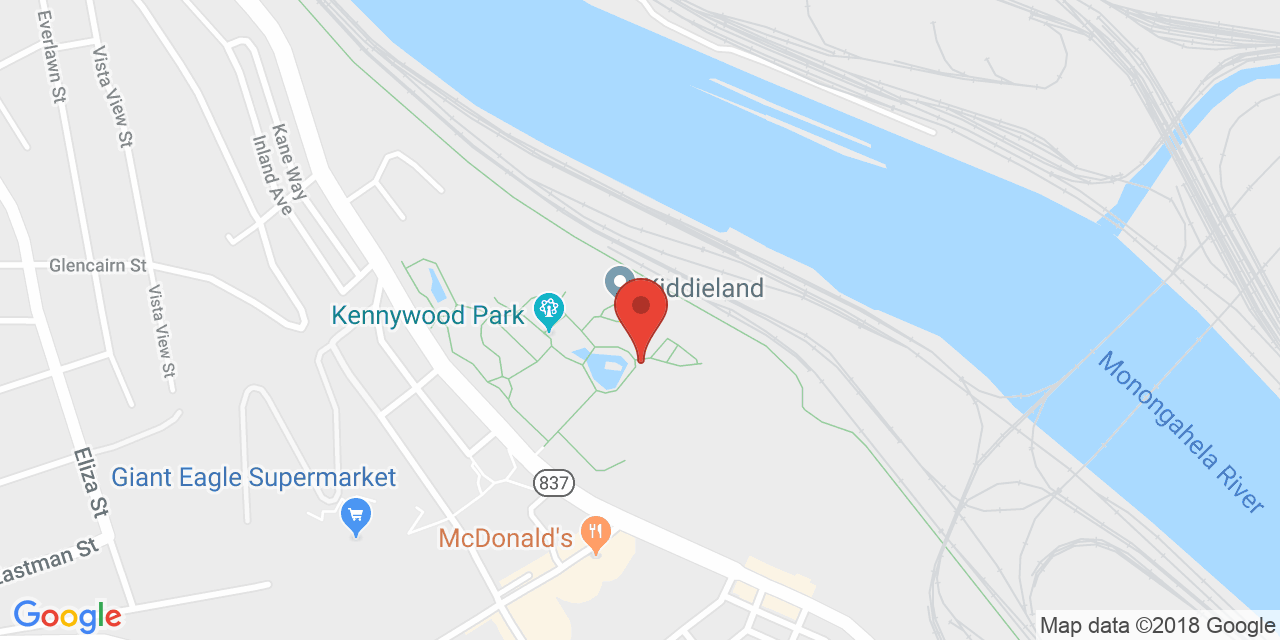 Everlawn St
Vista View St
Kane Way
Inland Ave
Glencairn St
Vista View St
Kiddieland
Kennywood Park
Monongahela River
Eliza St
Giant Eagle Supermarket
837
McDonald's
Eastman St
Google
Map data ©2018 Google